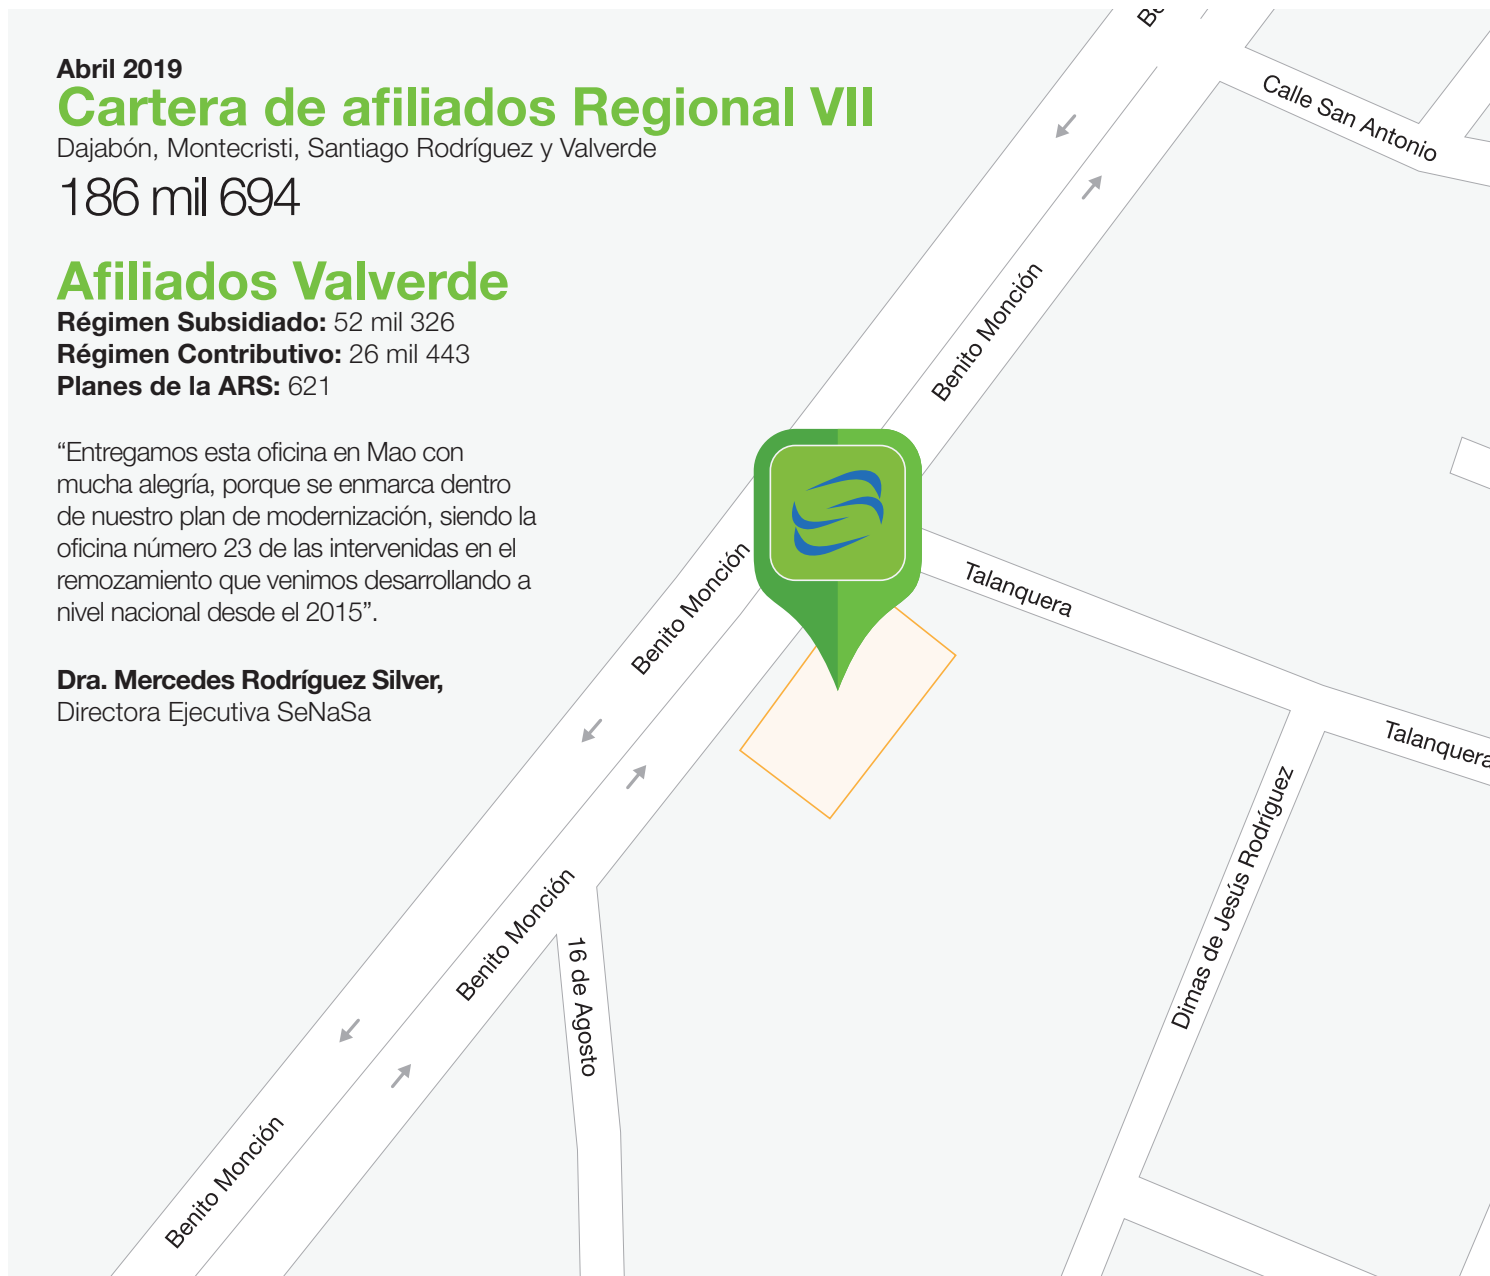 Abril 2019
Cartera de afiliados Regional VII
Dajabón, Montecristi, Santiago Rodríguez y Valverde
186 mil 694
Afiliados Valverde
Régimen Subsidiado: 52 mil 326
Régimen Contributivo: 26 mil 443
Planes de la ARS: 621
“Entregamos esta oficina en Mao con
mucha alegría, porque se enmarca dentro
de nuestro plan de modernización, siendo la
oficina número 23 de las intervenidas en el
remozamiento que venimos desarrollando a
nivel nacional desde el 2015”.
Dra. Mercedes Rodríguez Silver,
Directora Ejecutiva SeNaSa
Calle San Antonio
Benito Monción
Benito Monción
Talanquera
Talanquera
Dimas de Jesús Rodríguez
Benito Monción
16 de Agosto
Benito Monción